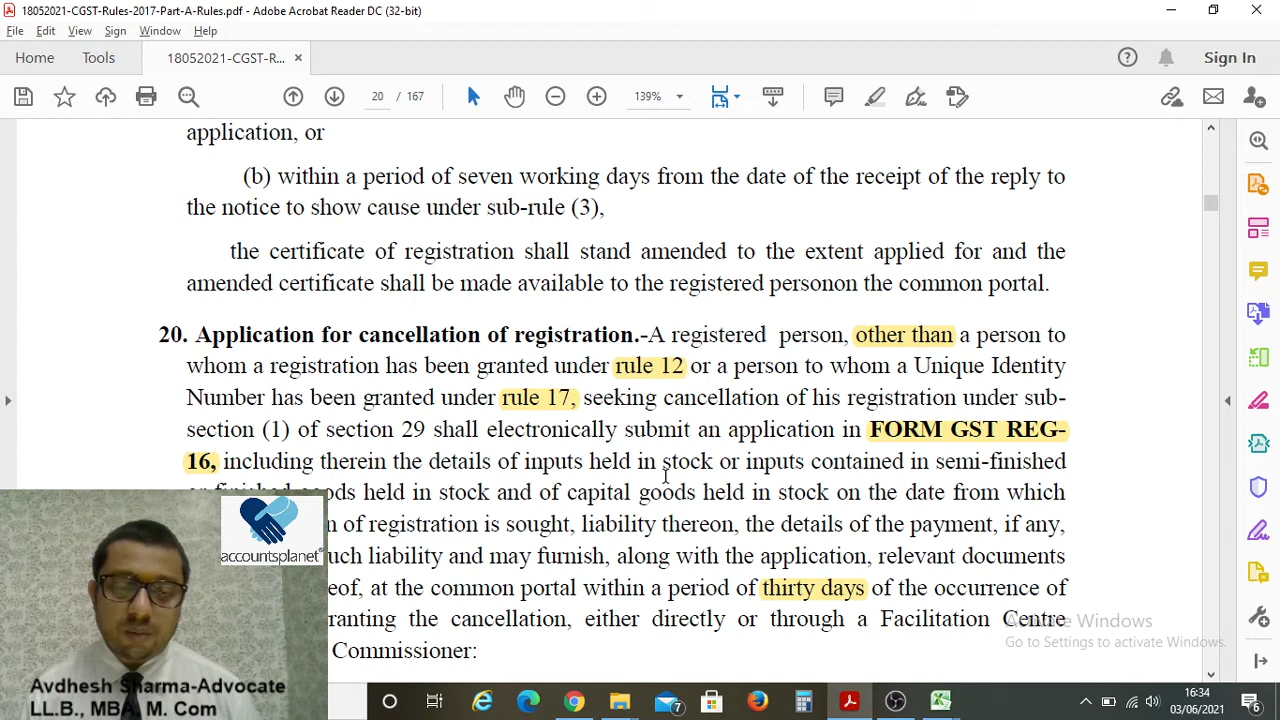 18052021-CGST-Rules-2017-Part-A-Rules.pdf - Adobe Acrobat Reader DC (32-bit)
File Edit View Sign Window Help
Home Tools 18052021-CGST-R... Sign In
20 / 167 139%
application, or
(b) within a period of seven working days from the date of the receipt of the reply to
the notice to show cause under sub-rule (3),
the certificate of registration shall stand amended to the extent applied for and the
amended certificate shall be made available to the registered personon the common portal.
20. Application for cancellation of registration.-A registered person, other than a person to
whom a registration has been granted under rule 12 or a person to whom a Unique Identity
Number has been granted under rule 17, seeking cancellation of his registration under sub-
section (1) of section 29 shall electronically submit an application in FORM GST REG-
16, including therein the details of inputs held in stock or inputs contained in semi-finished
or finished goods held in stock and of capital goods held in stock on the date from which
n of registration is sought, liability thereon, the details of the payment, if any,
uch liability and may furnish, along with the application, relevant documents
eof, at the common portal within a period of thirty days of the occurrence of
ranting the cancellation, either directly or through a Facilitation Centre
Commissioner:
accountsplanet
Activate Windows
Go to Settings to activate Windows.
Avdhesh Sharma-Advocate
LL.B., MBA, M. Com
7
16:34
03/06/2021
6